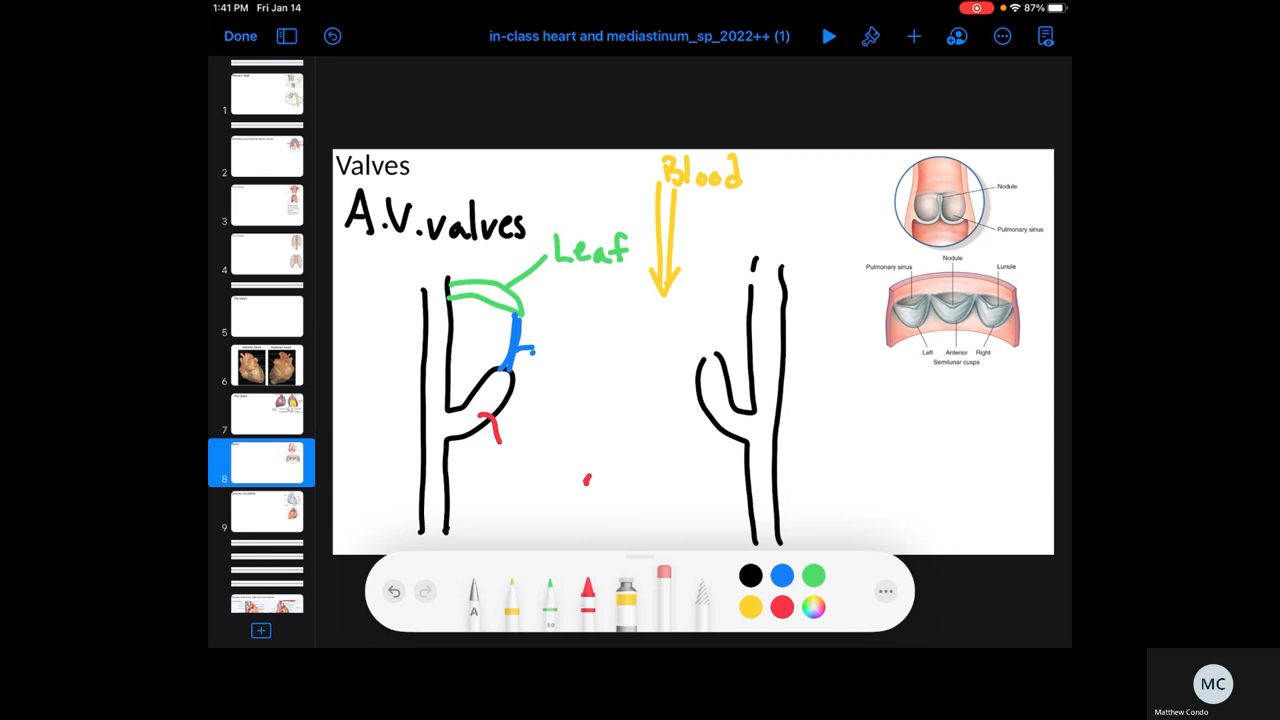 1:41 PM Fri Jan 14
87%
Done
in-class heart and mediastinum_sp_2022++ (1)
1
2
3
4
5
6
7
8
9
Valves
A.V. valves
Leaf
Blood
Nodule
Pulmonary sinus
Pulmonary sinus
Nodule
Lunule
Left
Anterior
Right
Semilunar cusps
A
50
MC
Matthew Condo